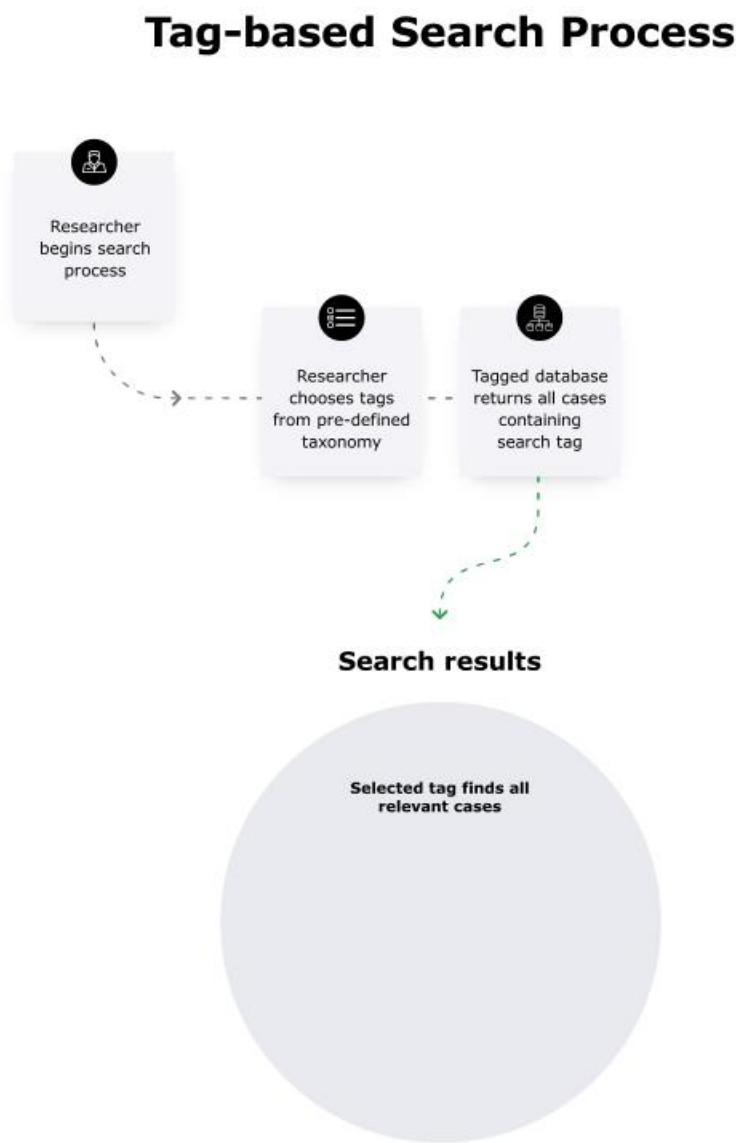 Tag-based Search Process
Researcher
begins search
process
Researcher
chooses tags
from pre-defined
taxonomy
Tagged database
returns all cases
containing
search tag
Search results
Selected tag finds all
relevant cases